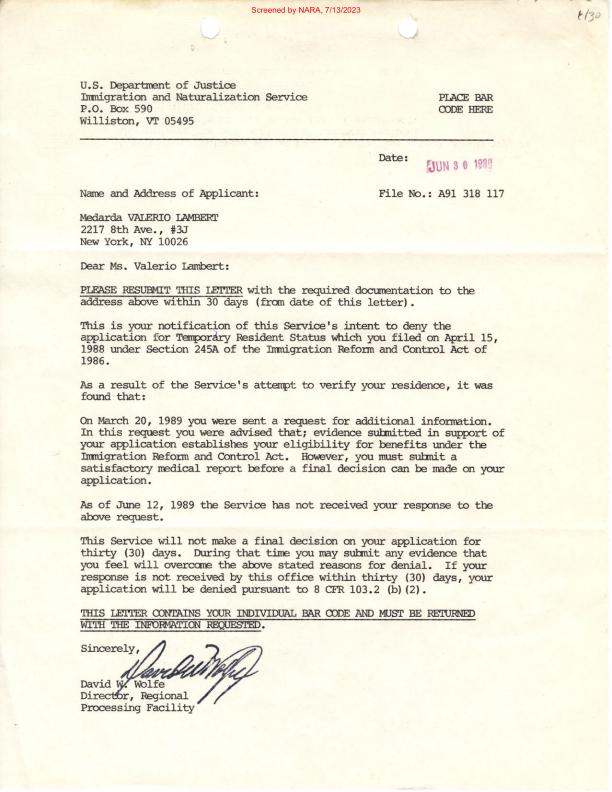 Screened by NARA, 7/13/2023
8/30
U.S. Department of Justice
Immigration and Naturalization Service
P.O. Box 590
Williston, VT 05495
PLACE BAR
CODE HERE
Date: JUN 30 1989
Name and Address of Applicant: File No.: A91 318 117
Medarda VALERIO LAMBERT
2217 8th Ave., #3J
New York, NY 10026
Dear Ms. Valerio Lambert:
PLEASE RESUBMIT THIS LETTER with the required documentation to the
address above within 30 days (from date of this letter).
This is your notification of this Service's intent to deny the
application for Temporary Resident Status which you filed on April 15,
1988 under Section 245A of the Immigration Reform and Control Act of
1986.
As a result of the Service's attempt to verify your residence, it was
found that:
On March 20, 1989 you were sent a request for additional information.
In this request you were advised that; evidence submitted in support of
your application establishes your eligibility for benefits under the
Immigration Reform and Control Act. However, you must submit a
satisfactory medical report before a final decision can be made on your
application.
As of June 12, 1989 the Service has not received your response to the
above request.
This Service will not make a final decision on your application for
thirty (30) days. During that time you may submit any evidence that
you feel will overcome the above stated reasons for denial. If your
response is not received by this office within thirty (30) days, your
application will be denied pursuant to 8 CFR 103.2 (b)(2).
THIS LETTER CONTAINS YOUR INDIVIDUAL BAR CODE AND MUST BE RETURNED
WITH THE INFORMATION REQUESTED.
Sincerely,
David W Wolfe
David W. Wolfe
Director, Regional
Processing Facility